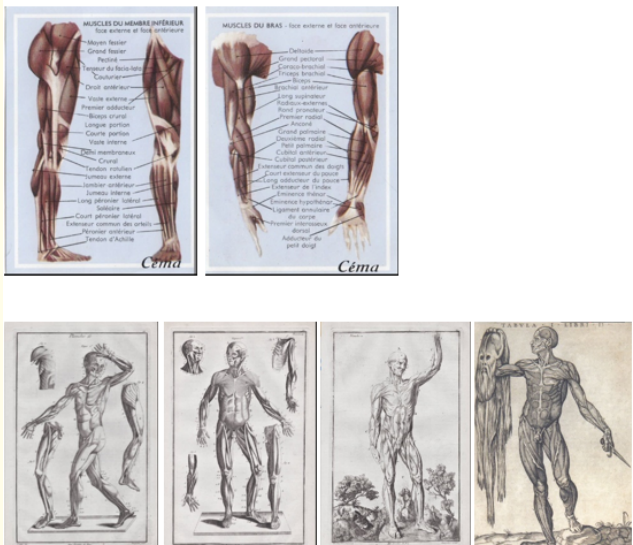 MUSCLES DU MEMBRE INFÉRIEUR
face externe et face antérieure
Moyen fessier
Grand fessier
Pectiné
Tenseur du fascia-lata
Couturier
Droit antérieur
Vaste externe
Premier adducteur
Biceps crural
Longue portion
Courte portion
Vaste interne
Demi membraneux
Crural
Tendon rotulien
Jumeau externe
Jambier antérieur
Jumeau interne
Long péronier latéral
Soléaire
Court péronier latéral
Extenseur commun des orteils
Péronier antérieur
Tendon d'Achille
Céma
MUSCLES DU BRAS - face externe et face antérieure
Deltoïde
Grand pectoral
Coraco-brachial
Triceps brachial
Biceps
Brachial antérieur
Long supinateur
Radiaux externes
Rond pronateur
Premier radial
Anconé
Grand palmaire
Deuxième radial
Petit palmaire
Cubital antérieur
Cubital postérieur
Extenseur commun des doigts
Court extenseur du pouce
Long adducteur du pouce
Extenseur de l'index
Eminence thénar
Eminence hypothénar
Ligament annulaire
du carpe
Premier interosseux
dorsal
Adducteur du
petit doigt
Céma
TABVLA I LIBRI II